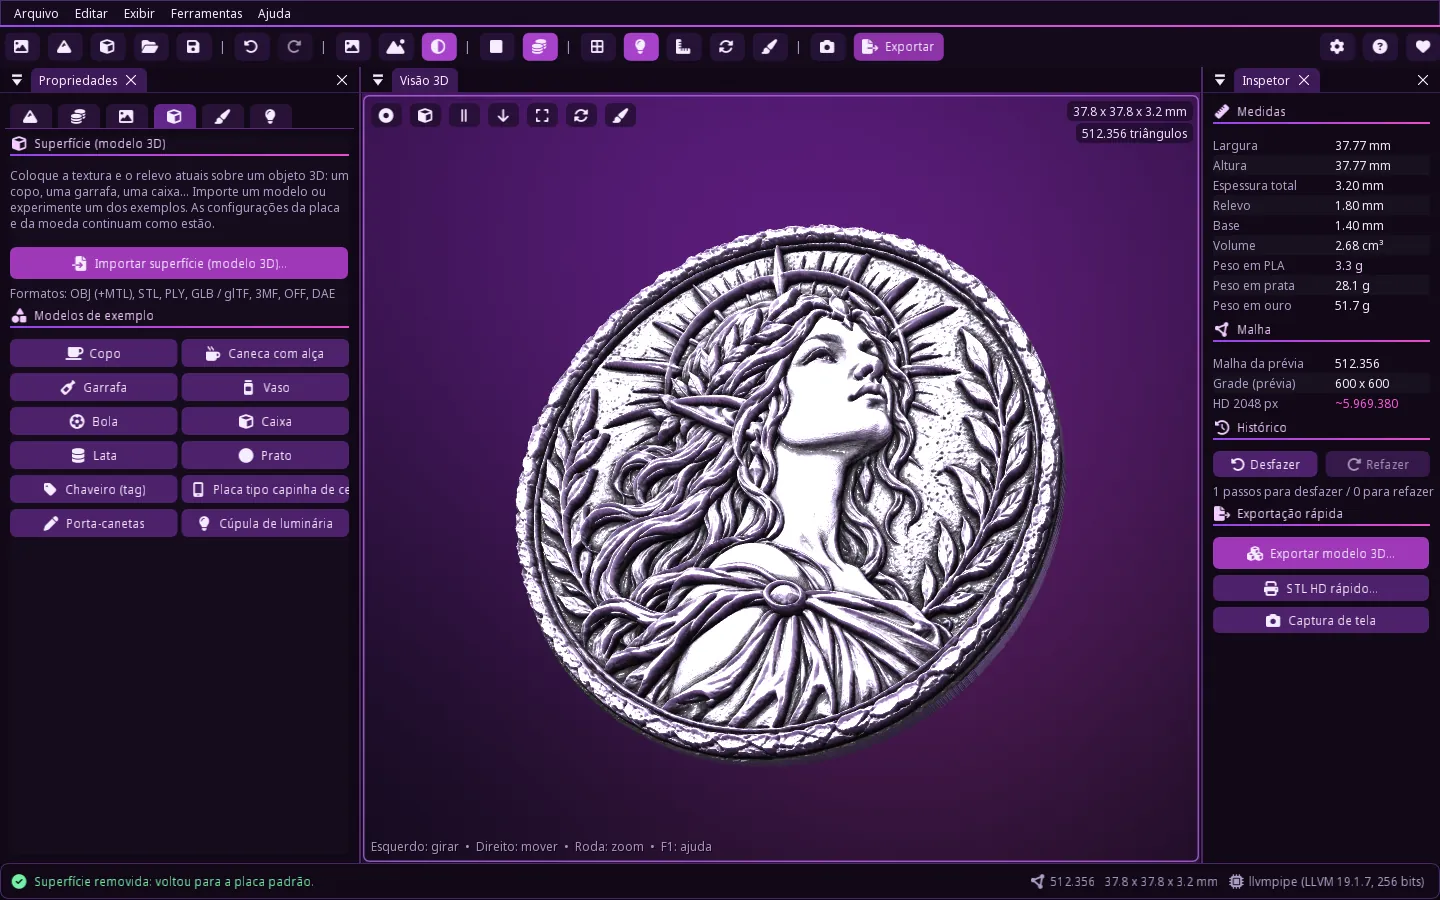 Arquivo Editar Exibir Ferramentas Ajuda
Exportar
Propriedades
Visão 3D
Inspetor
Superfície (modelo 3D)
Coloque a textura e o relevo atuais sobre um objeto 3D: um
copo, uma garrafa, uma caixa... Importe um modelo ou
experimente um dos exemplos. As configurações da placa
e da moeda continuam como estão.
Importar superfície (modelo 3D)...
Formatos: OBJ (+MTL), STL, PLY, GLB / glTF, 3MF, OFF, DAE
Modelos de exemplo
Copo
Caneca com alça
Garrafa
Vaso
Bola
Caixa
Lata
Prato
Chaveiro (tag)
Placa tipo capinha de ce
Porta-canetas
Cúpula de luminária
37.8 x 37.8 x 3.2 mm
512.356 triângulos
Esquerdo: girar • Direito: mover • Roda: zoom • F1: ajuda
Medidas
Largura 37.77 mm
Altura 37.77 mm
Espessura total 3.20 mm
Relevo 1.80 mm
Base 1.40 mm
Volume 2.68 cm³
Peso em PLA 3.3 g
Peso em prata 28.1 g
Peso em ouro 51.7 g
Malha
Malha da prévia 512.356
Grade (prévia) 600 x 600
HD 2048 px ~5.969.380
Histórico
Desfazer
Refazer
1 passos para desfazer / 0 para refazer
Exportação rápida
Exportar modelo 3D...
STL HD rápido...
Captura de tela
Superfície removida: voltou para a placa padrão.
512.356 37.8 x 37.8 x 3.2 mm llvmpipe (LLVM 19.1.7, 256 bits)